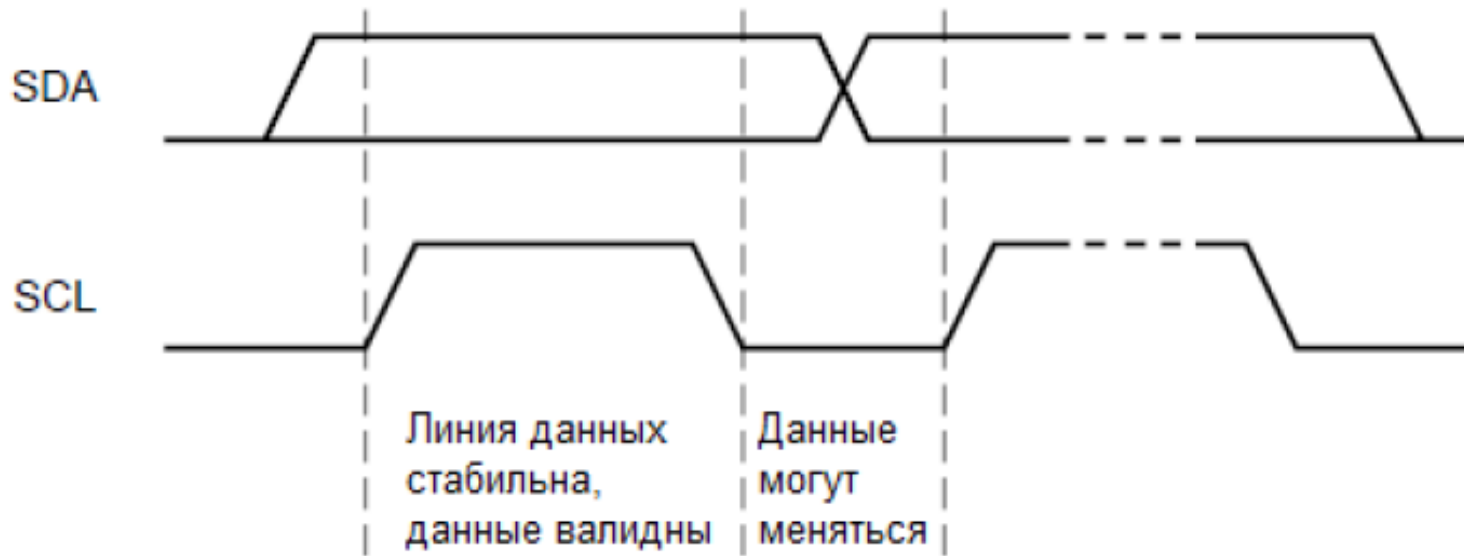 SDA
SCL
Линия данных
стабильна,
данные валидны
Данные
могут
меняться